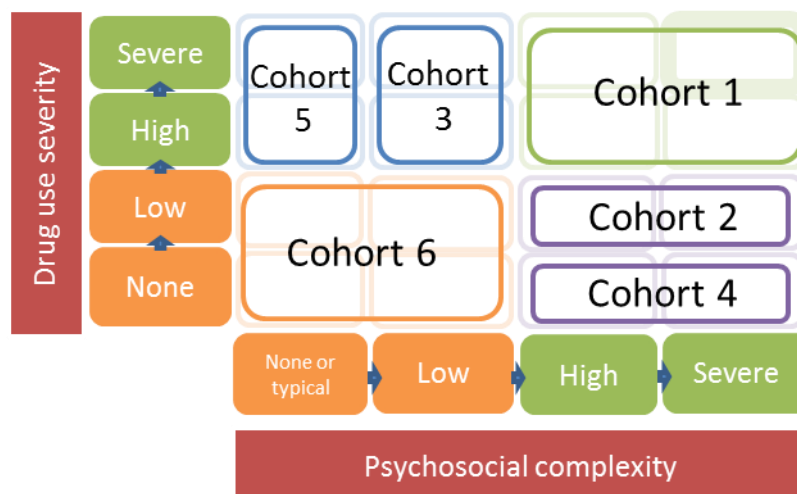 Drug use severity
Severe
High
Low
None
Cohort
5
Cohort
3
Cohort 1
Cohort 6
Cohort 2
Cohort 4
None or
typical
Low
High
Severe
Psychosocial complexity